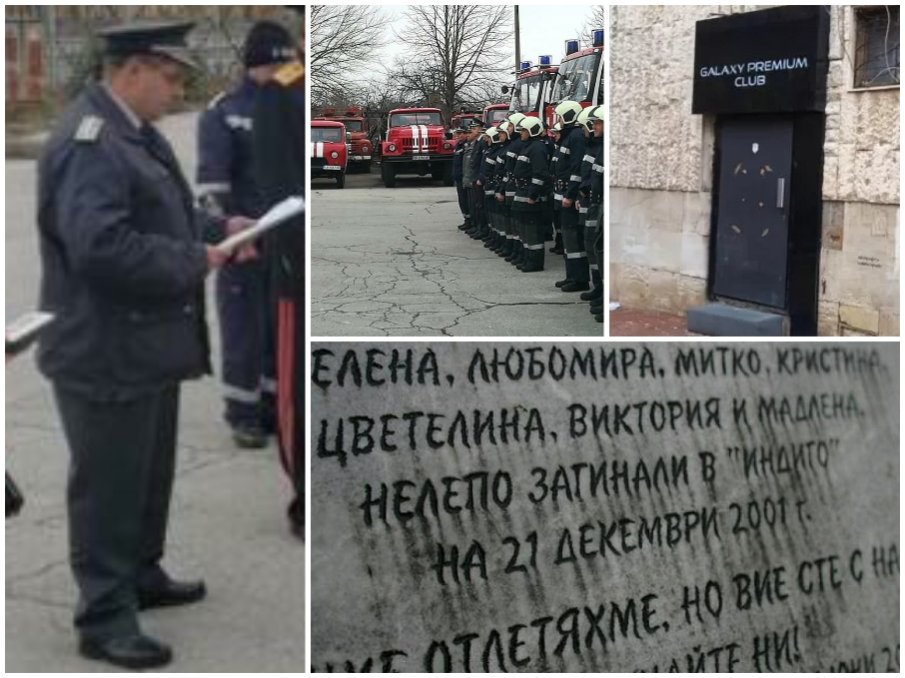 GALAXY PREMIUM
CLUB
ЕЛЕНА, ЛЮБОМИРА, МИТКО, КРИСТИНА,
ЦВЕТЕЛИНА, ВИКТОРИЯ И МАДЛЕНА,
НЕЛЕПО ЗАГИНАЛИ В "ИНДИГО"
НА 21 ДЕКЕМВРИ 2001 г.
ОТЛЕТЯХМЕ, НО ВИЕ СТЕ С НА
НИ!